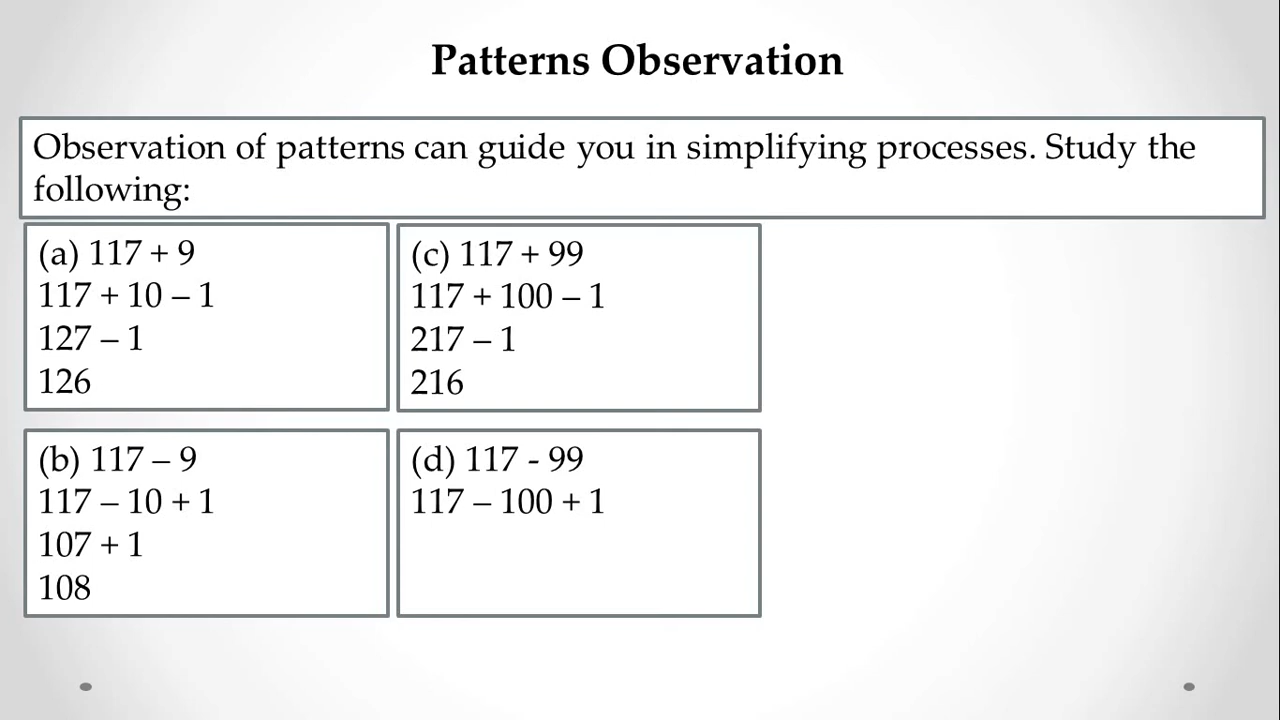 Patterns Observation
Observation of patterns can guide you in simplifying processes. Study the
following:
(a) 117 + 9
117 + 10 – 1
127 – 1
126
(c) 117 + 99
117 + 100 – 1
217 – 1
216
(b) 117 – 9
117 – 10 + 1
107 + 1
108
(d) 117 - 99
117 – 100 + 1